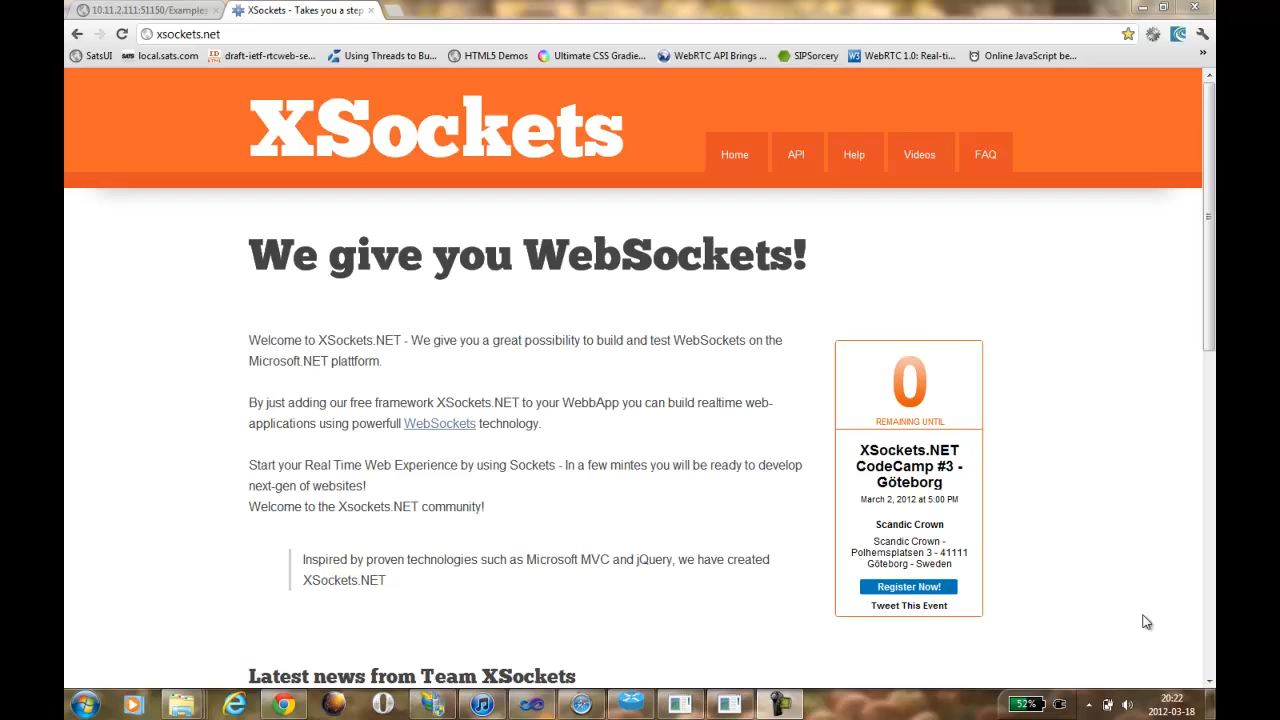 10.11.2.111:51150/Example
XSockets - Takes you a step
xsockets.net
SatsUI
local.sats.com
draft-ietf-rtcweb-se...
Using Threads to Bu...
HTML5 Demos
Ultimate CSS Gradie...
WebRTC API Brings ...
SIPSorcery
WebRTC 1.0: Real-ti...
Online JavaScript be...
XSockets
Home
API
Help
Videos
FAQ
We give you WebSockets!
Welcome to XSockets.NET - We give you a great possibility to build and test WebSockets on the
Microsoft.NET plattform.
By just adding our free framework XSockets.NET to your WebbApp you can build realtime web-
applications using powerfull WebSockets technology.
Start your Real Time Web Experience by using Sockets - In a few mintes you will be ready to develop
next-gen of websites!
Welcome to the Xsockets.NET community!
Inspired by proven technologies such as Microsoft MVC and jQuery, we have created
XSockets.NET
0
REMAINING UNTIL
XSockets.NET
CodeCamp #3 -
Göteborg
March 2, 2012 at 5:00 PM
Scandic Crown
Scandic Crown -
Polhemsplatsen 3 - 41111
Göteborg - Sweden
Register Now!
Tweet This Event
Latest news from Team XSockets
52%
20:22
2012-03-18